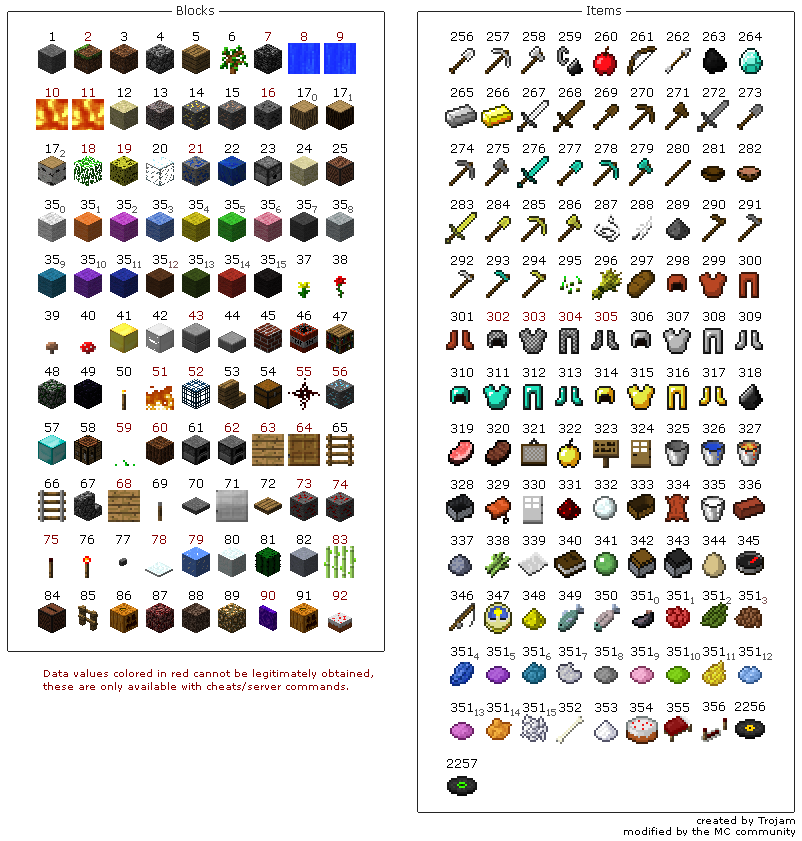 Blocks
1 2 3 4 5 6 7 8 9
10 11 12 13 14 15 16 17₀ 17₁
17₂ 18 19 20 21 22 23 24 25
35₀ 35₁ 35₂ 35₃ 35₄ 35₅ 35₆ 35₇ 35₈
35₉ 35₁₀ 35₁₁ 35₁₂ 35₁₃ 35₁₄ 35₁₅ 37 38
39 40 41 42 43 44 45 46 47
48 49 50 51 52 53 54 55 56
57 58 59 60 61 62 63 64 65
66 67 68 69 70 71 72 73 74
75 76 77 78 79 80 81 82 83
84 85 86 87 88 89 90 91 92
Data values colored in red cannot be legitimately obtained,
these are only available with cheats/server commands.
Items
256 257 258 259 260 261 262 263 264
265 266 267 268 269 270 271 272 273
274 275 276 277 278 279 280 281 282
283 284 285 286 287 288 289 290 291
292 293 294 295 296 297 298 299 300
301 302 303 304 305 306 307 308 309
310 311 312 313 314 315 316 317 318
319 320 321 322 323 324 325 326 327
328 329 330 331 332 333 334 335 336
337 338 339 340 341 342 343 344 345
346 347 348 349 350 351₀ 351₁ 351₂ 351₃
351₄ 351₅ 351₆ 351₇ 351₈ 351₉ 351₁₀ 351₁₁ 351₁₂
351₁₃ 351₁₄ 351₁₅ 352 353 354 355 356 2256
2257
created by Trojam
modified by the MC community